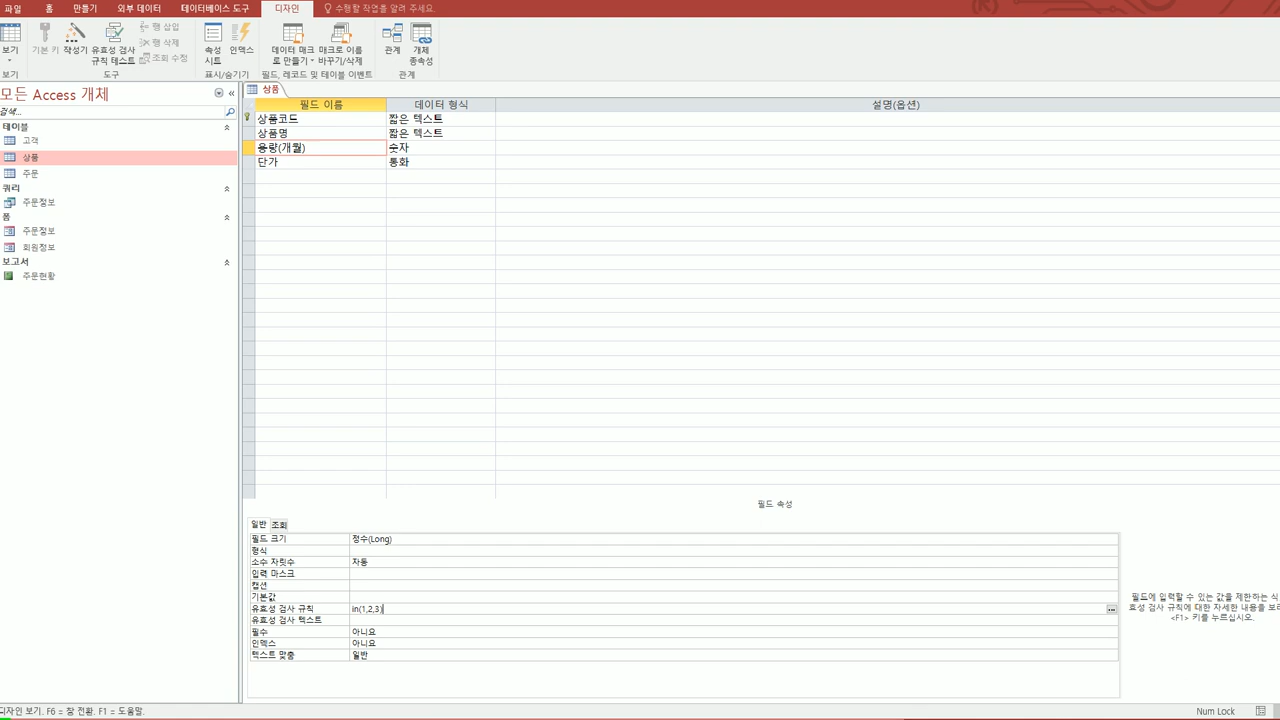 파일 홈 만들기 외부 데이터 데이터베이스 도구 디자인 수행할 작업을 알려 주세요.
보기
기본 키
작성기
유효성 검사
규칙 테스트
행 삽입
행 삭제
조회 수정
속성
시트
인덱스
데이터 매크
로 만들기
매크로 이름
바꾸기/삭제
관계
개체
종속성
보기 도구 표시/숨기기 필드, 레코드 및 테이블 이벤트 관계
모든 Access 개체
검색...
테이블
고객
상품
주문
쿼리
주문정보
폼
주문정보
회원정보
보고서
주문현황
상품
필드 이름 데이터 형식 설명(옵션)
상품코드 짧은 텍스트
상품명 짧은 텍스트
용량(개월) 숫자
단가 통화
필드 속성
일반 조회
필드 크기 정수(Long)
형식
소수 자릿수 자동
입력 마스크
캡션
기본값
유효성 검사 규칙 in(1,2,3)
유효성 검사 텍스트
필수 아니요
인덱스 아니요
텍스트 맞춤 일반
필드에 입력할 수 있는 값을 제한하는 식
효성 검사 규칙에 대한 자세한 내용을 보려
<F1> 키를 누르십시오.
디자인 보기. F6 = 창 전환. F1 = 도움말.
Num Lock